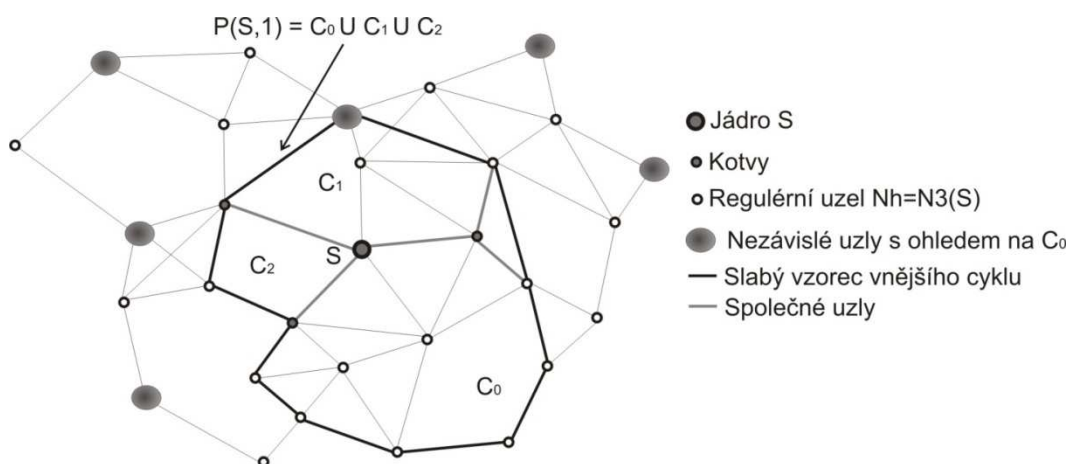 P(S,1) = C₀ U C₁ U C₂
C₁
S
C₂
C₀
Jádro S
Kotvy
Regulérní uzel Nh=N3(S)
Nezávislé uzly s ohledem na C₀
Slabý vzorec vnějšího cyklu
Společné uzly